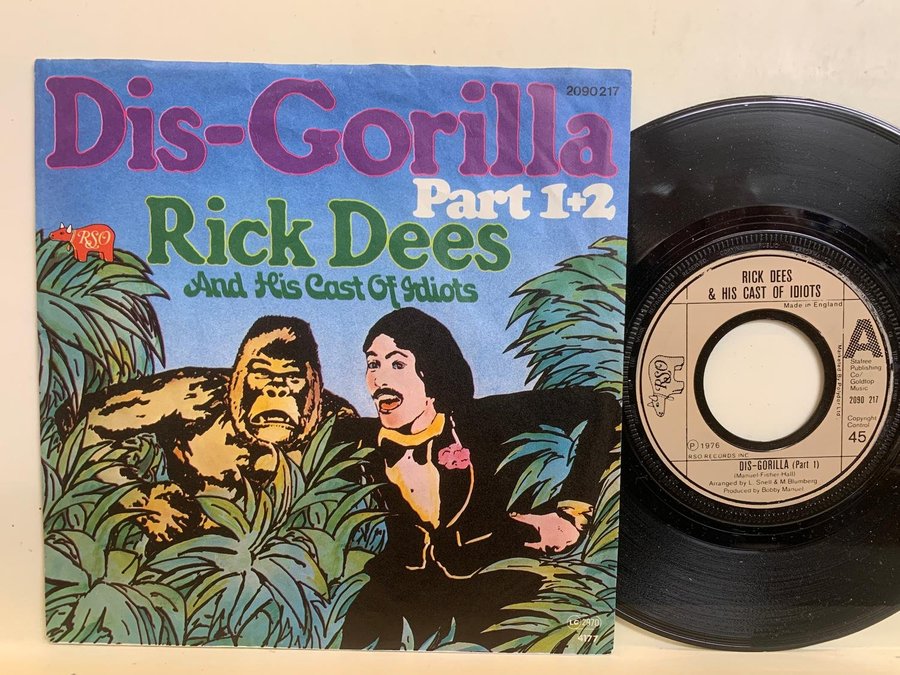 Dis-Gorilla
2090 217
Part 1+2
Rick Dees
RSO
And His Cast Of Idiots
LC 2970
4177
RICK DEES
& HIS CAST OF IDIOTS
Made in England
A
Stafree
Publishing
Co/
Goldtop
Music
2090 217
Copyright
Control
45
RSO
℗ 1976
RSO RECORDS INC
DIS-GORILLA (Part 1)
(Manuel-Fisher-Hall)
Arranged by L. Snell & M. Blumberg
Produced by Bobby Manuel